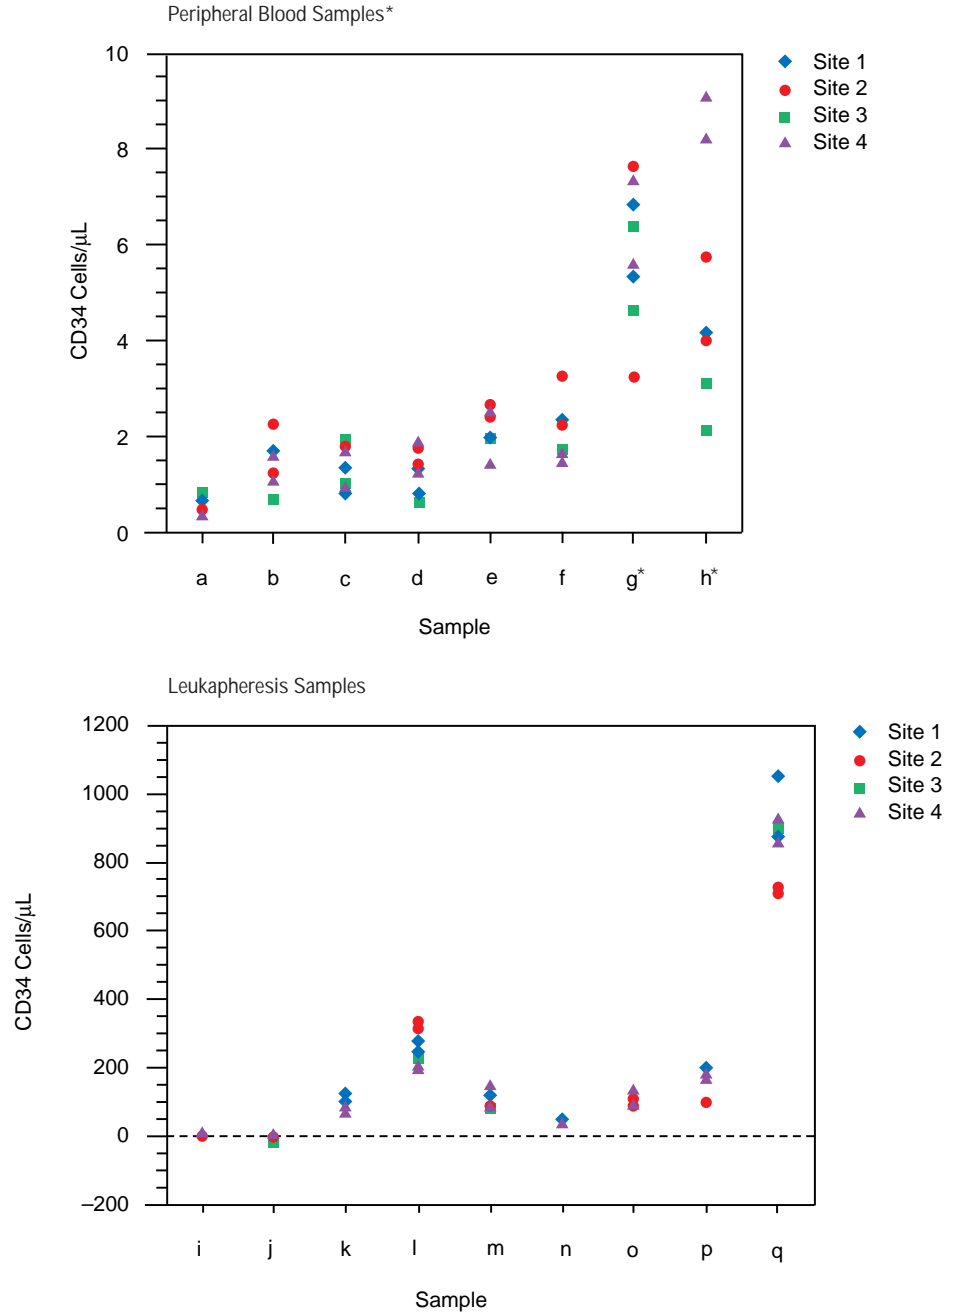 Peripheral Blood Samples*
10
8
6
4
2
0
CD34 Cells/µL
Site 1
Site 2
Site 3
Site 4
a b c d e f g* h*
Sample
Leukapheresis Samples
1200
1000
800
600
400
200
0
–200
CD34 Cells/µL
Site 1
Site 2
Site 3
Site 4
i j k l m n o p q
Sample